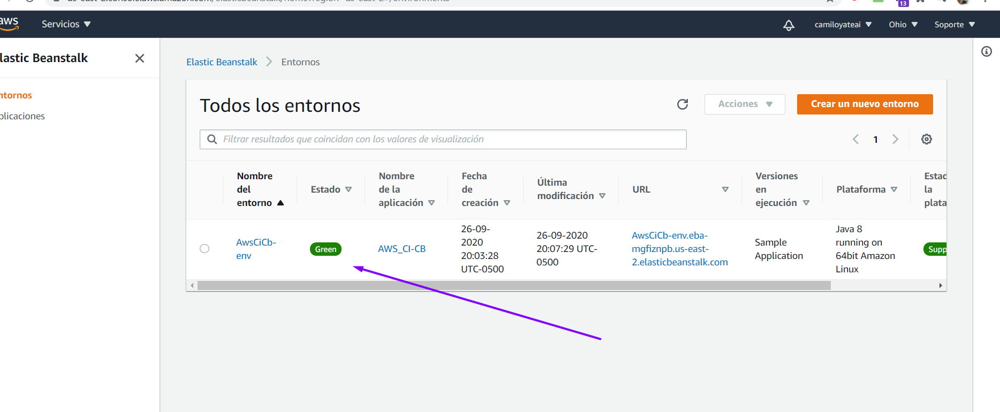 aws
Servicios
camiloyateai
Ohio
Soporte
13
lastic Beanstalk
ntornos
plicaciones
Elastic Beanstalk
Entornos
Todos los entornos
Acciones
Crear un nuevo entorno
Filtrar resultados que coincidan con los valores de visualización
1
Nombre
del
entorno
Estado
Nombre
de la
aplicación
Fecha
de
creación
Última
modificación
URL
Versiones
en
ejecución
Plataforma
Estad
la
plata
AwsCiCb-
env
Green
AWS_CI-CB
26-09-
2020
20:03:28
UTC-0500
26-09-2020
20:07:29 UTC-
0500
AwsCiCb-env.eba-
mgfiznpb.us-east-
2.elasticbeanstalk.com
Sample
Application
Java 8
running on
64bit Amazon
Linux
Supp